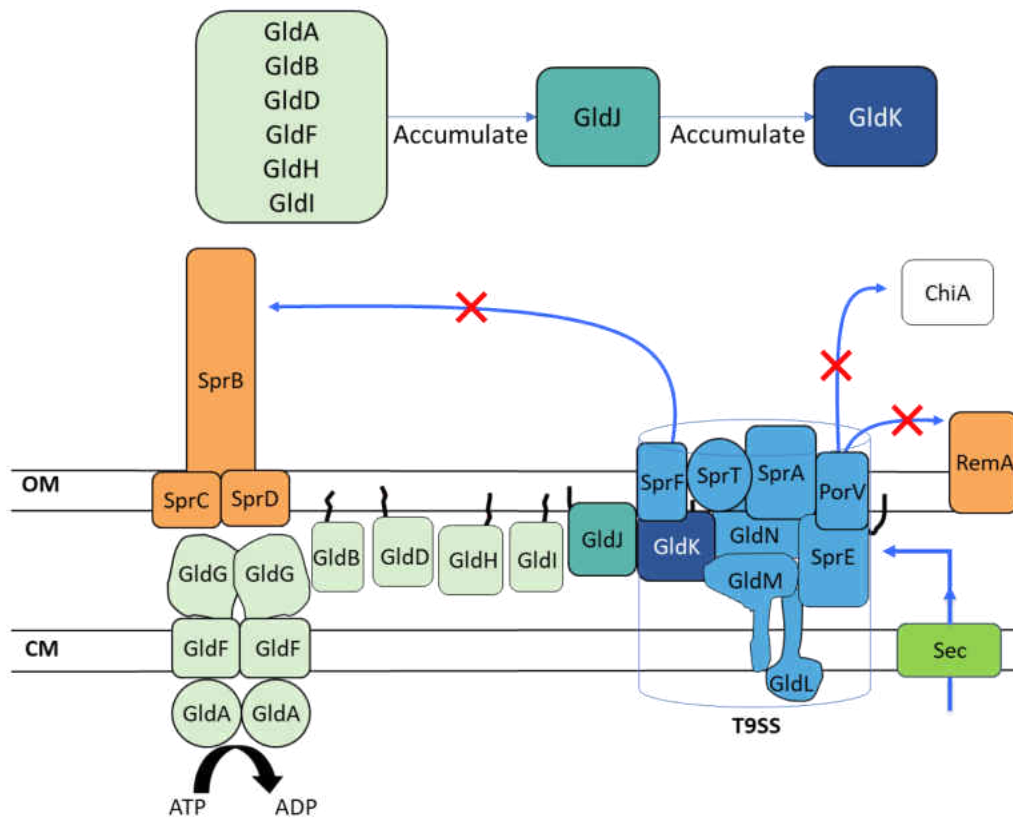 GldA
GldB
GldD
GldF
GldH
GldI
Accumulate
GldJ
Accumulate
GldK
ChiA
SprB
RemA
OM
SprC
SprD
SprF
SprT
SprA
PorV
GldB
GldD
GldH
GldI
GldJ
GldK
GldN
SprE
GldG
GldG
GldM
CM
GldF
GldF
Sec
GldA
GldA
GldL
T9SS
ATP
ADP